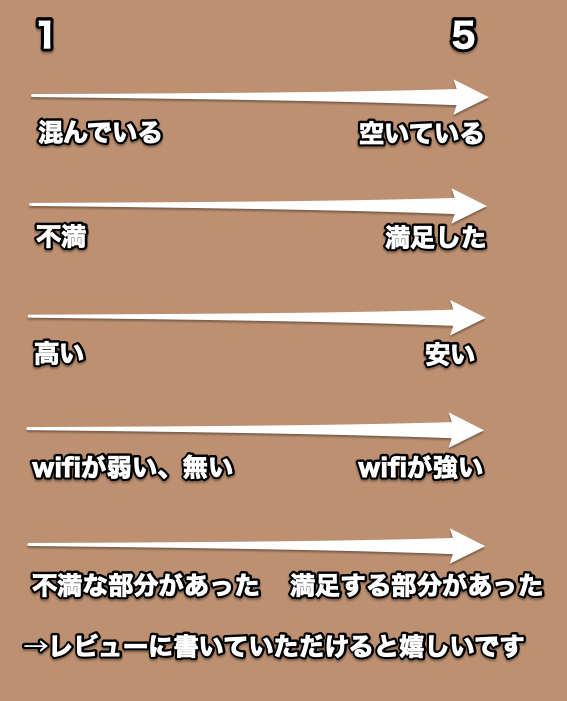 1 5
混んでいる 空いている
不満 満足した
高い 安い
wifiが弱い、無い wifiが強い
不満な部分があった 満足する部分があった
→レビューに書いていただけると嬉しいです